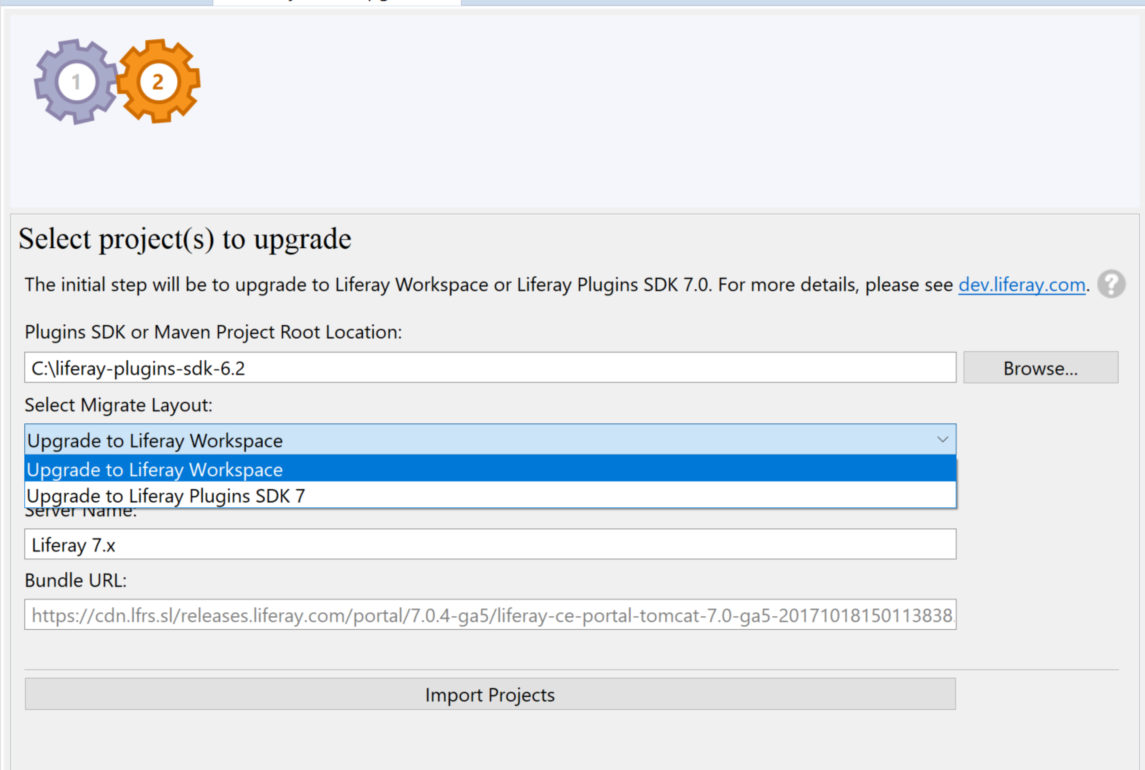 1 2
Select project(s) to upgrade
The initial step will be to upgrade to Liferay Workspace or Liferay Plugins SDK 7.0. For more details, please see dev.liferay.com. ?
Plugins SDK or Maven Project Root Location:
C:\liferay-plugins-sdk-6.2 Browse...
Select Migrate Layout:
Upgrade to Liferay Workspace
Upgrade to Liferay Workspace
Upgrade to Liferay Plugins SDK 7
Server Name:
Liferay 7.x
Bundle URL:
https://cdn.lfrs.sl/releases.liferay.com/portal/7.0.4-ga5/liferay-ce-portal-tomcat-7.0-ga5-20171018150113838.
Import Projects